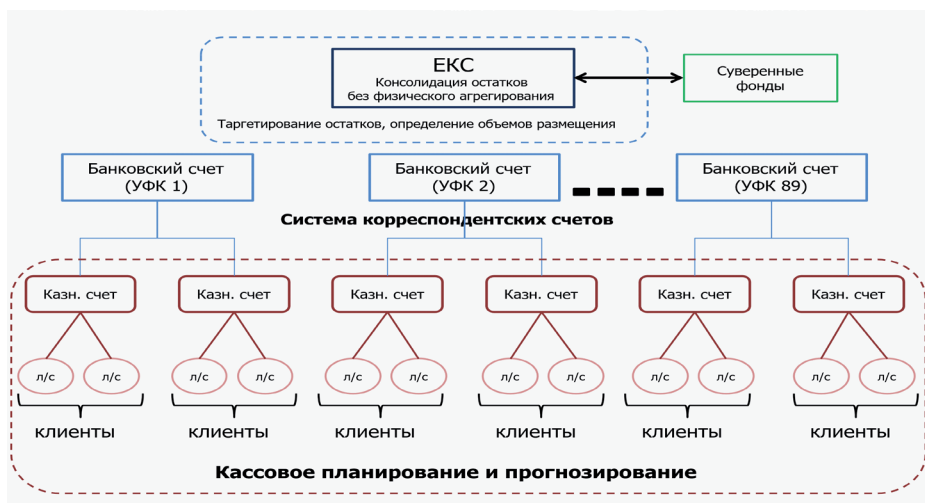 ЕКС
Консолидация остатков
без физического агрегирования
Суверенные
фонды
Таргетирование остатков, определение объемов размещения
Банковский счет
(УФК 1)
Банковский счет
(УФК 2)
Банковский счет
(УФК 89)
Система корреспондентских счетов
Казн. счет
Казн. счет
Казн. счет
Казн. счет
Казн. счет
Казн. счет
л/с
л/с
л/с
л/с
л/с
л/с
л/с
л/с
л/с
л/с
л/с
л/с
клиенты
клиенты
клиенты
клиенты
клиенты
клиенты
Кассовое планирование и прогнозирование